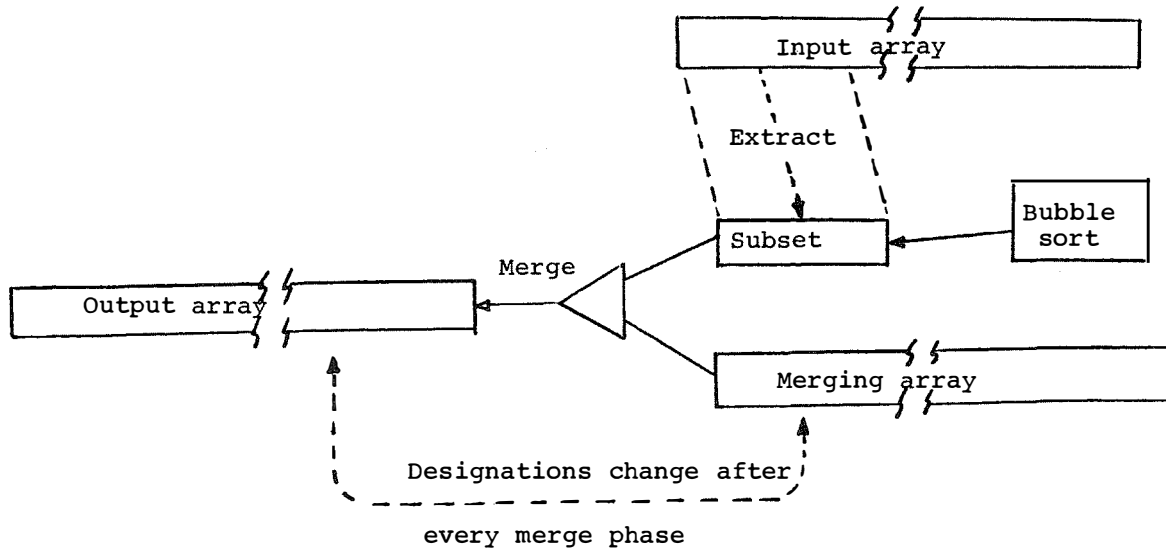 Input array
Extract
Subset
Bubble
sort
Merge
Output array
Merging array
Designations change after
every merge phase